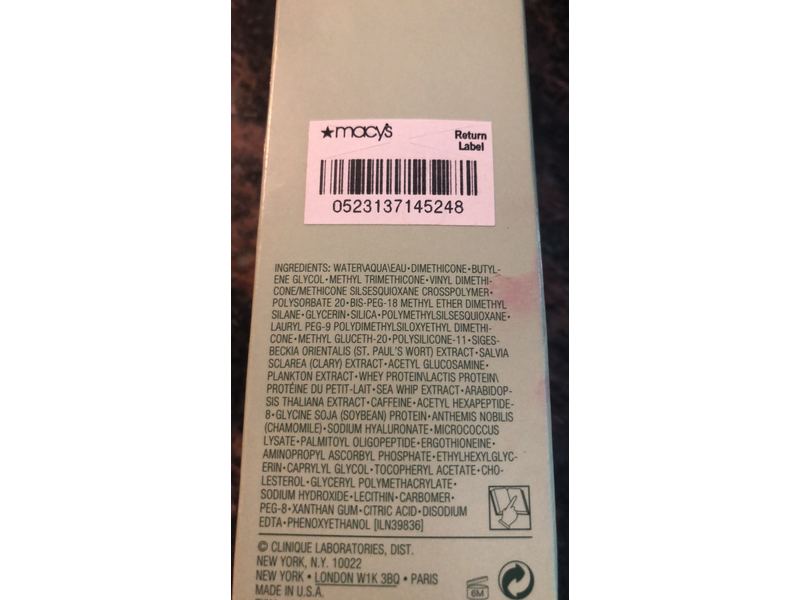 ★macy's
Return
Label
0523137145248
INGREDIENTS: WATER\AQUA\EAU•DIMETHICONE•BUTYL-
ENE GLYCOL•METHYL TRIMETHICONE•VINYL DIMETHI-
CONE/METHICONE SILSESQUIOXANE CROSSPOLYMER•
POLYSORBATE 20•BIS-PEG-18 METHYL ETHER DIMETHYL
SILANE•GLYCERIN•SILICA•POLYMETHYLSILSESQUIOXANE•
LAURYL PEG-9 POLYDIMETHYLSILOXYETHYL DIMETHI-
CONE•METHYL GLUCETH-20•POLYSILICONE-11•SIGES-
BECKIA ORIENTALIS (ST. PAUL'S WORT) EXTRACT•SALVIA
SCLAREA (CLARY) EXTRACT•ACETYL GLUCOSAMINE•
PLANKTON EXTRACT•WHEY PROTEIN\LACTIS PROTEIN\
PROTÉINE DU PETIT-LAIT•SEA WHIP EXTRACT•ARABIDOP-
SIS THALIANA EXTRACT•CAFFEINE•ACETYL HEXAPEPTIDE-
8•GLYCINE SOJA (SOYBEAN) PROTEIN•ANTHEMIS NOBILIS
(CHAMOMILE)•SODIUM HYALURONATE•MICROCOCCUS
LYSATE•PALMITOYL OLIGOPEPTIDE•ERGOTHIONEINE•
AMINOPROPYL ASCORBYL PHOSPHATE•ETHYLHEXYLGLYC-
ERIN•CAPRYLYL GLYCOL•TOCOPHERYL ACETATE•CHO-
LESTEROL•GLYCERYL POLYMETHACRYLATE•
SODIUM HYDROXIDE•LECITHIN•CARBOMER•
PEG-8•XANTHAN GUM•CITRIC ACID•DISODIUM
EDTA•PHENOXYETHANOL [ILN39836]
© CLINIQUE LABORATORIES, DIST.
NEW YORK, N.Y. 10022
NEW YORK • LONDON W1K 3BQ • PARIS
MADE IN U.S.A.
6M